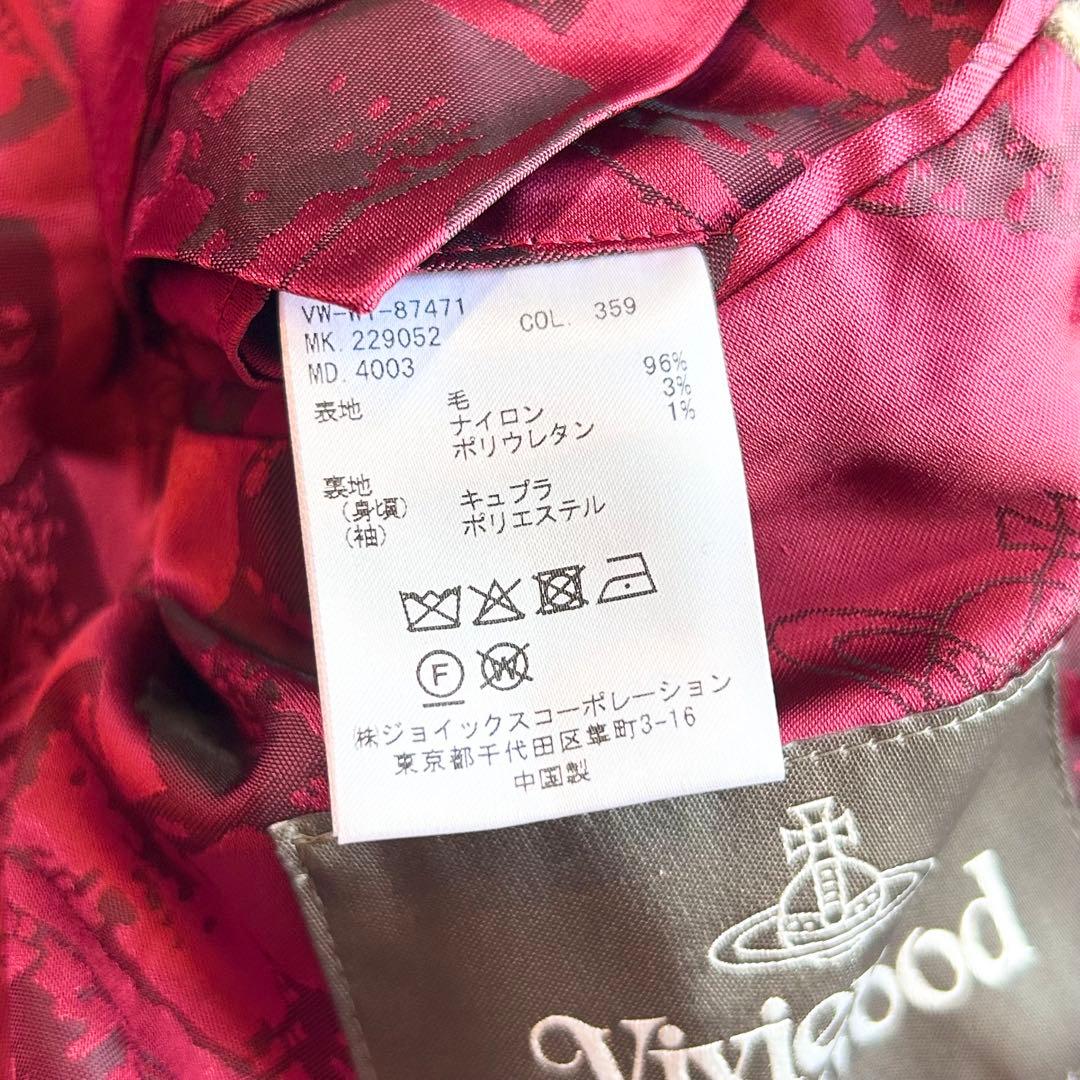 VW-WY-87471 COL. 359
MK. 229052
MD. 4003
表地 毛 96%
ナイロン 3%
ポリウレタン 1%
裏地
(身頃) キュプラ
(袖) ポリエステル
F W
㈱ジョイックスコーポレーション
東京都千代田区麹町3-16
中国製